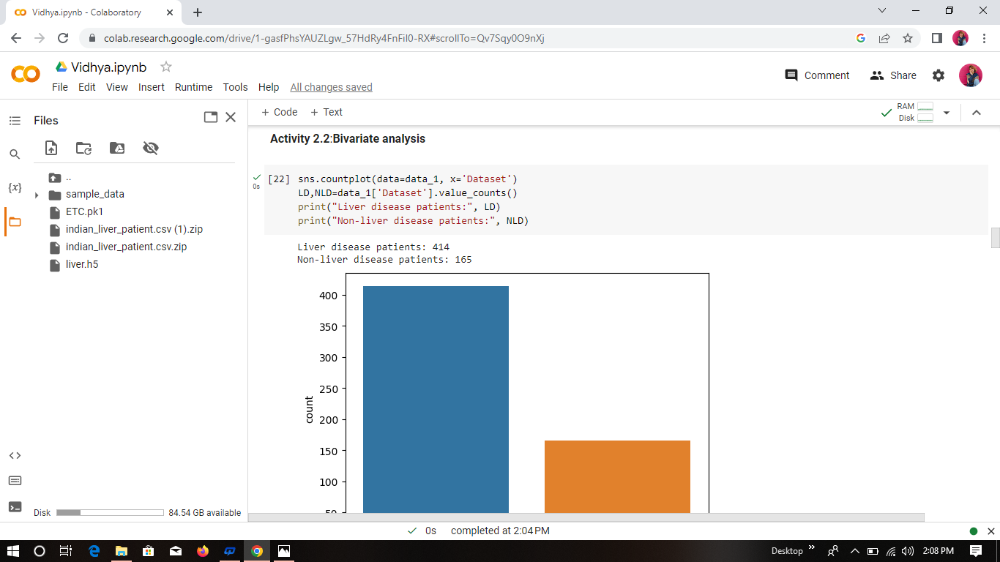 Vidhya.ipynb - Colaboratory
colab.research.google.com/drive/1-gasfPhsYAUZLgw_57HdRy4FnFil0-RX#scrollTo=Qv7Sqy0O9nXj
Vidhya.ipynb
File Edit View Insert Runtime Tools Help All changes saved
Comment Share
Files
+ Code + Text
RAM
Disk
..
sample_data
ETC.pk1
indian_liver_patient.csv (1).zip
indian_liver_patient.csv.zip
liver.h5
{x}
Disk 84.54 GB available
Activity 2.2:Bivariate analysis
[22] sns.countplot(data=data_1, x='Dataset')
0s
LD,NLD=data_1['Dataset'].value_counts()
print("Liver disease patients:", LD)
print("Non-liver disease patients:", NLD)
Liver disease patients: 414
Non-liver disease patients: 165
400
350
300
250
200
150
100
50
count
0s completed at 2:04 PM
Desktop
2:08 PM